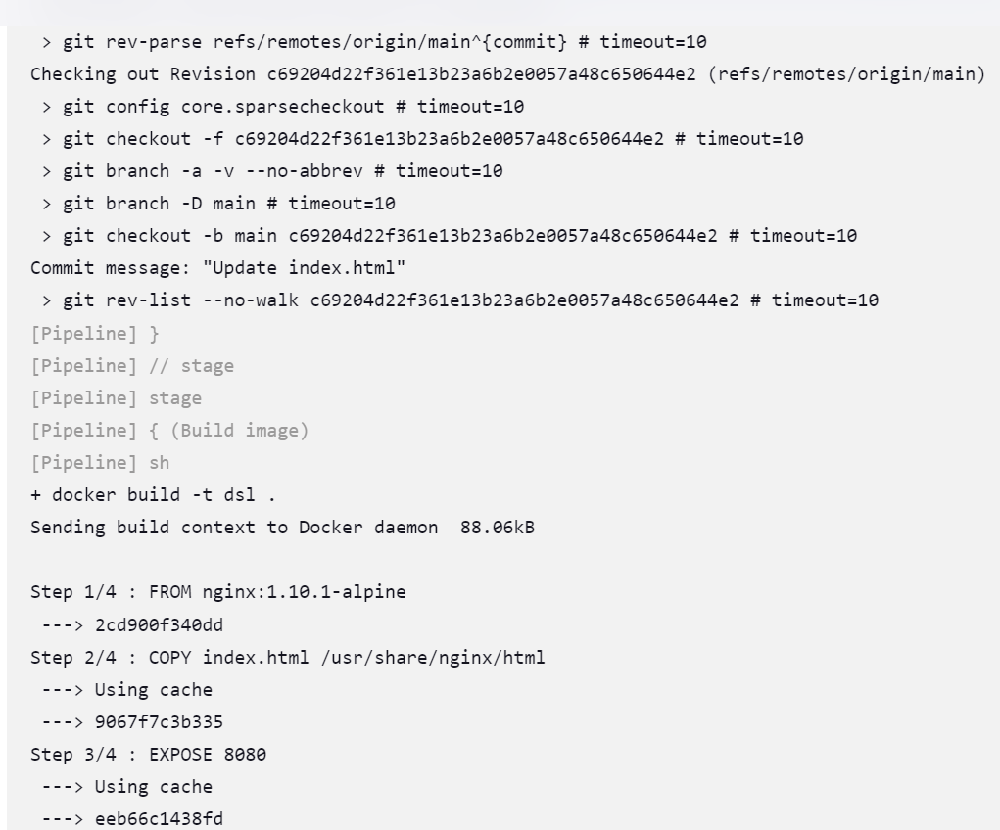 > git rev-parse refs/remotes/origin/main^{commit} # timeout=10
Checking out Revision c69204d22f361e13b23a6b2e0057a48c650644e2 (refs/remotes/origin/main)
> git config core.sparsecheckout # timeout=10
> git checkout -f c69204d22f361e13b23a6b2e0057a48c650644e2 # timeout=10
> git branch -a -v --no-abbrev # timeout=10
> git branch -D main # timeout=10
> git checkout -b main c69204d22f361e13b23a6b2e0057a48c650644e2 # timeout=10
Commit message: "Update index.html"
> git rev-list --no-walk c69204d22f361e13b23a6b2e0057a48c650644e2 # timeout=10
[Pipeline] }
[Pipeline] // stage
[Pipeline] stage
[Pipeline] { (Build image)
[Pipeline] sh
+ docker build -t dsl .
Sending build context to Docker daemon  88.06kB
Step 1/4 : FROM nginx:1.10.1-alpine
---> 2cd900f340dd
Step 2/4 : COPY index.html /usr/share/nginx/html
---> Using cache
---> 9067f7c3b335
Step 3/4 : EXPOSE 8080
---> Using cache
---> eeb66c1438fd